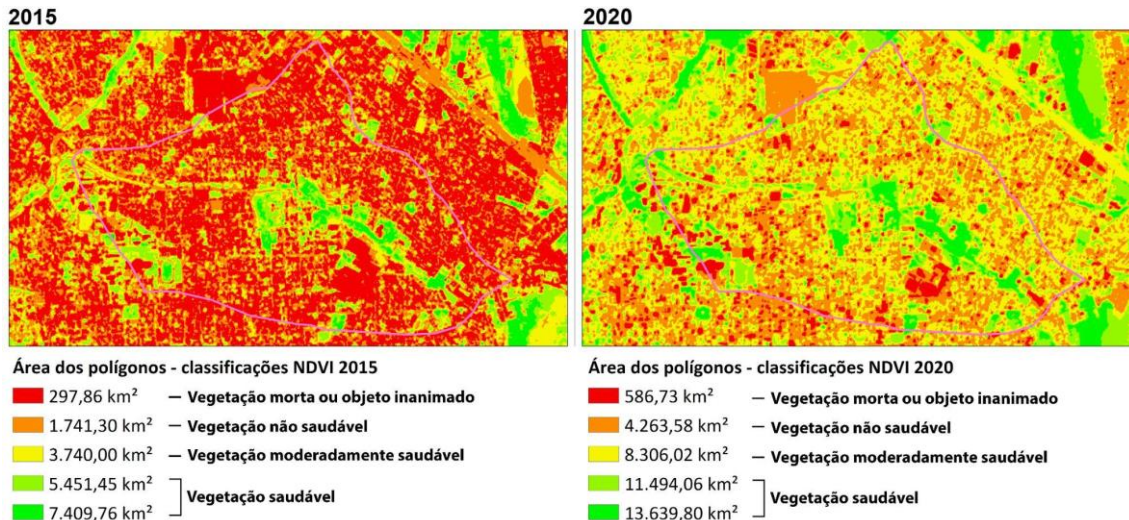 2015
2020
Área dos polígonos - classificações NDVI 2015
297,86 km² — Vegetação morta ou objeto inanimado
1.741,30 km² — Vegetação não saudável
3.740,00 km² — Vegetação moderadamente saudável
5.451,45 km²
Vegetação saudável
7.409,76 km²
Área dos polígonos - classificações NDVI 2020
586,73 km² — Vegetação morta ou objeto inanimado
4.263,58 km² — Vegetação não saudável
8.306,02 km² — Vegetação moderadamente saudável
11.494,06 km²
Vegetação saudável
13.639,80 km²